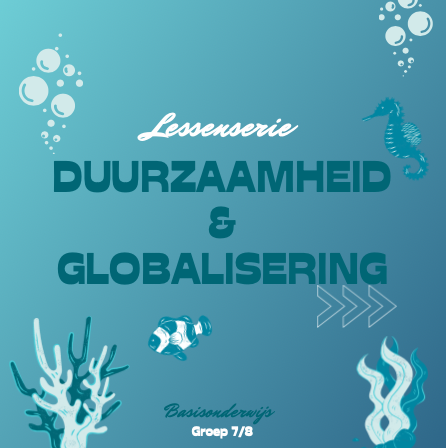 Lessenserie
DUURZAAMHEID
&
GLOBALISERING
Basisonderwijs
Groep 7/8